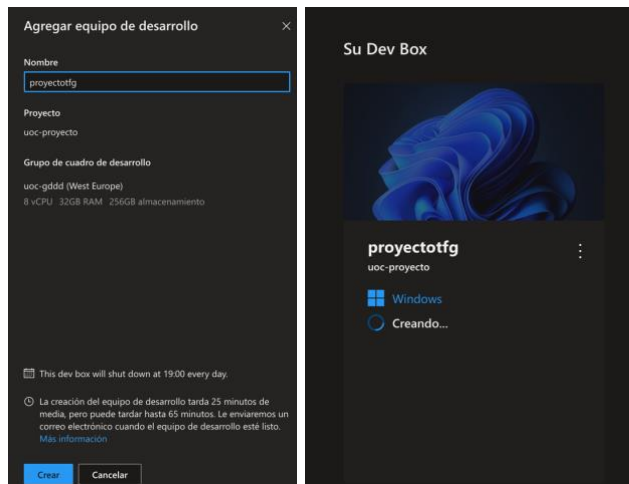 Agregar equipo de desarrollo
Nombre
proyectotfg
Proyecto
uoc-proyecto
Grupo de cuadro de desarrollo
uoc-gddd (West Europe)
8 vCPU 32GB RAM 256GB almacenamiento
This dev box will shut down at 19:00 every day.
La creación del equipo de desarrollo tarda 25 minutos de
media, pero puede tardar hasta 65 minutos. Le enviaremos un
correo electrónico cuando el equipo de desarrollo esté listo.
Más información
Crear Cancelar
Su Dev Box
proyectotfg
uoc-proyecto
Windows
Creando...